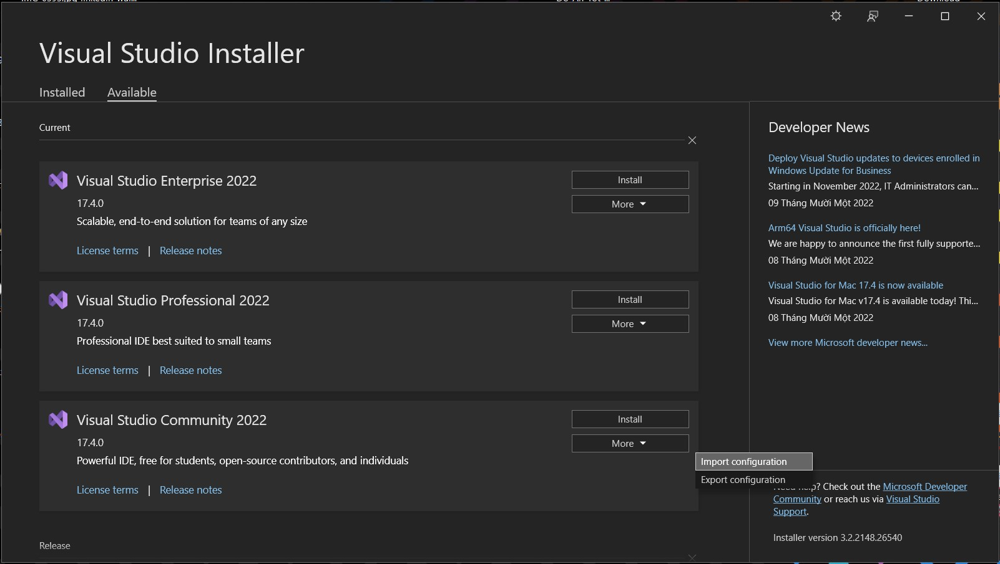 Visual Studio Installer
Installed
Available
Current
Visual Studio Enterprise 2022
Install
17.4.0
More
Scalable, end-to-end solution for teams of any size
License terms | Release notes
Visual Studio Professional 2022
Install
17.4.0
More
Professional IDE best suited to small teams
License terms | Release notes
Visual Studio Community 2022
Install
17.4.0
More
Powerful IDE, free for students, open-source contributors, and individuals
License terms | Release notes
Import configuration
Export configuration
Release
Developer News
Deploy Visual Studio updates to devices enrolled in
Windows Update for Business
Starting in November 2022, IT Administrators can...
09 Tháng Mười Một 2022
Arm64 Visual Studio is officially here!
We are happy to announce the first fully supporte...
08 Tháng Mười Một 2022
Visual Studio for Mac 17.4 is now available
Visual Studio for Mac v17.4 is available today! Thi...
08 Tháng Mười Một 2022
View more Microsoft developer news...
Need help? Check out the Microsoft Developer
Community or reach us via Visual Studio
Support.
Installer version 3.2.2148.26540